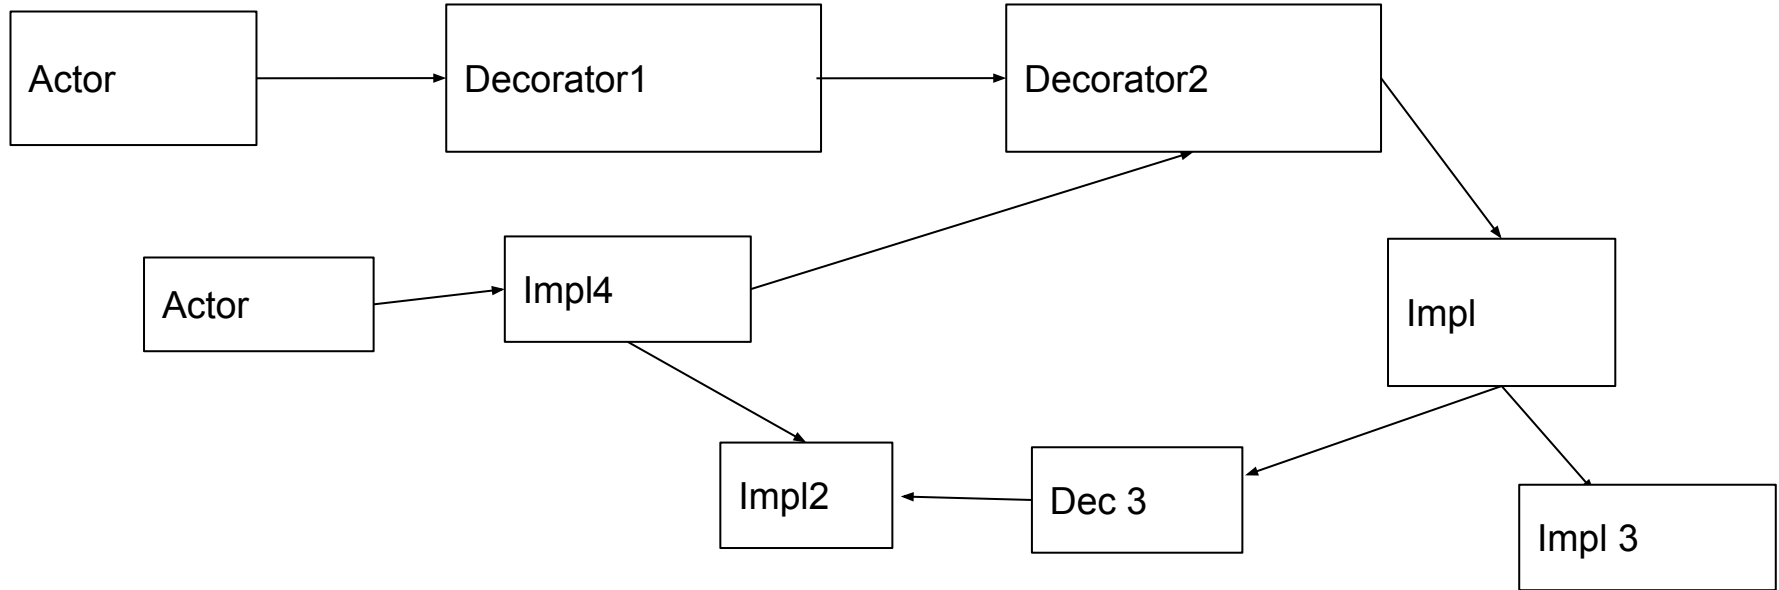 Actor
Decorator1
Decorator2
Actor
Impl4
Impl
Impl2
Dec 3
Impl 3